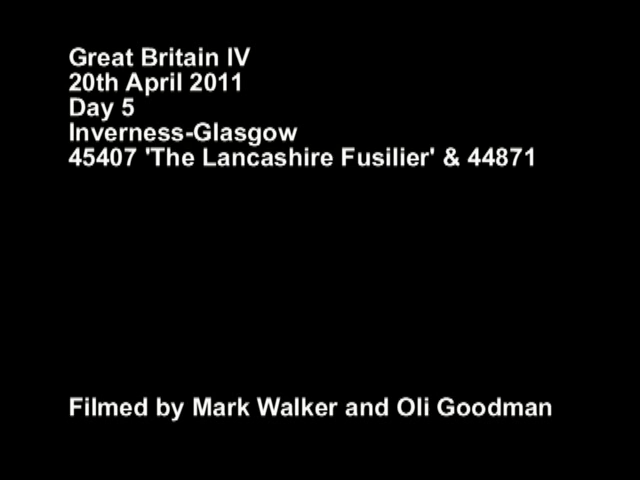 Great Britain IV
20th April 2011
Day 5
Inverness-Glasgow
45407 'The Lancashire Fusilier' & 44871
Filmed by Mark Walker and Oli Goodman